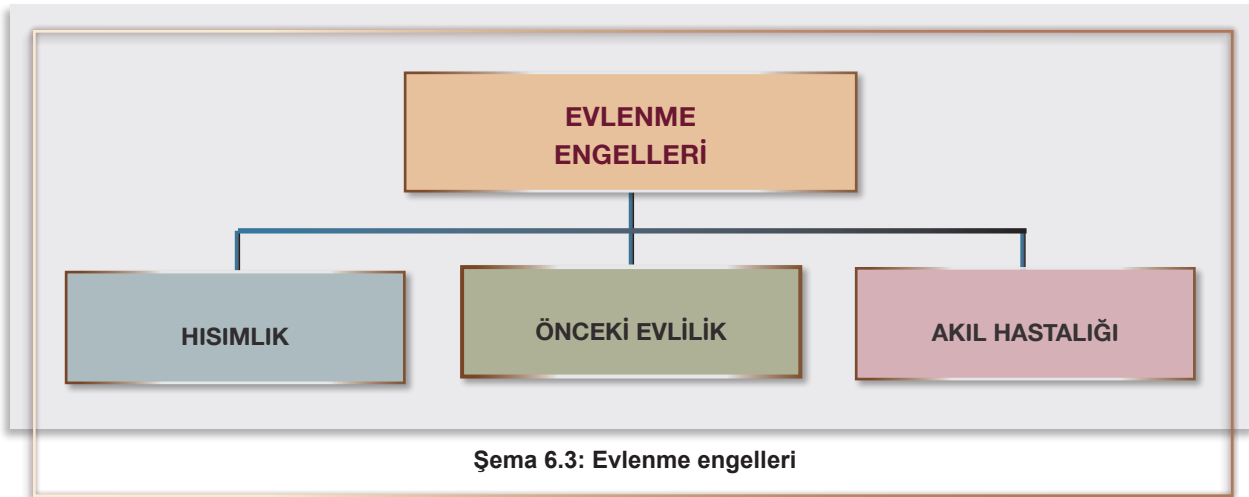 EVLENME
ENGELLERİ
HISIMLIK
ÖNCEKİ EVLİLİK
AKIL HASTALIĞI
Şema 6.3: Evlenme engelleri